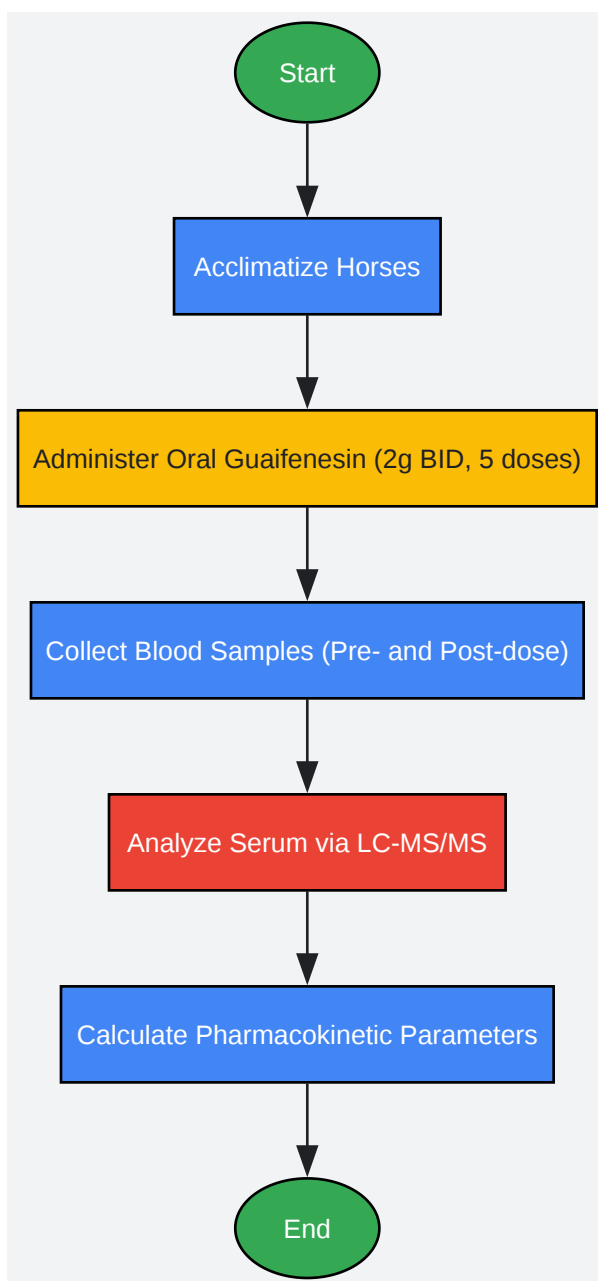 Start
Acclimatize Horses
Administer Oral Guaifenesin (2g BID, 5 doses)
Collect Blood Samples (Pre- and Post-dose)
Analyze Serum via LC-MS/MS
Calculate Pharmacokinetic Parameters
End